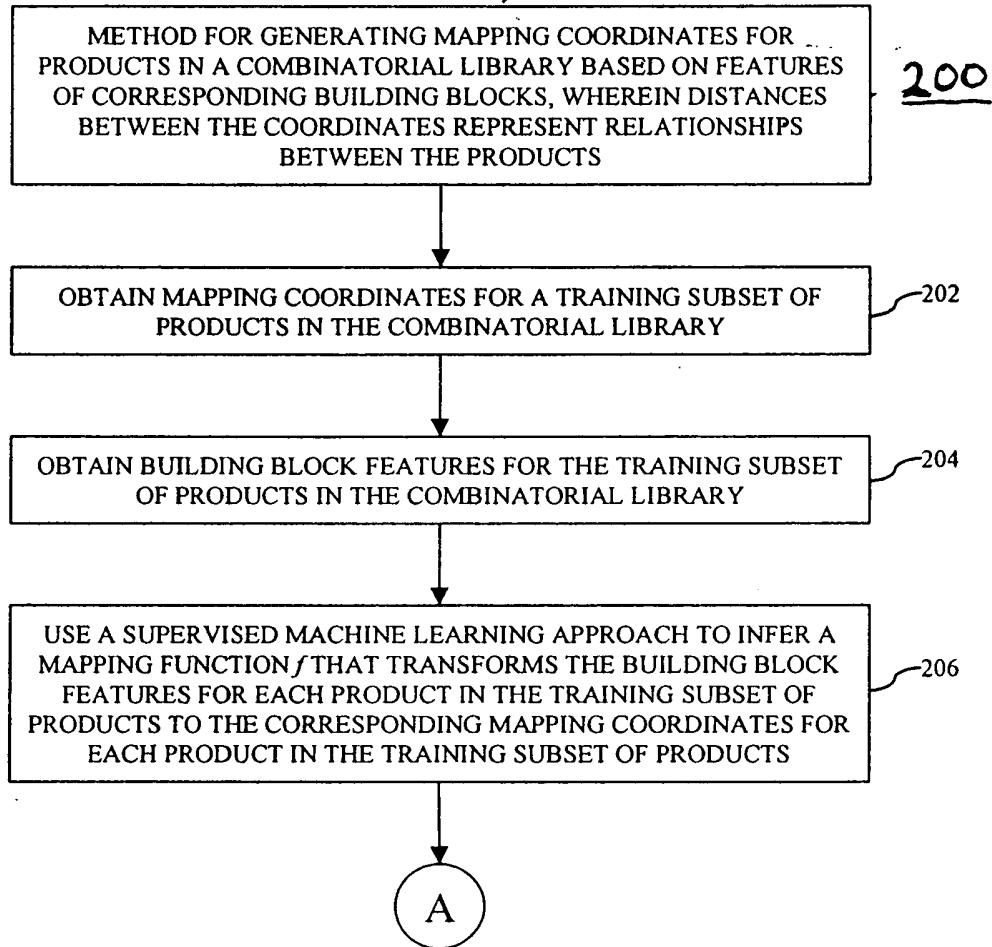 METHOD FOR GENERATING MAPPING COORDINATES FOR
PRODUCTS IN A COMBINATORIAL LIBRARY BASED ON FEATURES
OF CORRESPONDING BUILDING BLOCKS, WHEREIN DISTANCES
BETWEEN THE COORDINATES REPRESENT RELATIONSHIPS
BETWEEN THE PRODUCTS
200
OBTAIN MAPPING COORDINATES FOR A TRAINING SUBSET OF
PRODUCTS IN THE COMBINATORIAL LIBRARY
202
OBTAIN BUILDING BLOCK FEATURES FOR THE TRAINING SUBSET
OF PRODUCTS IN THE COMBINATORIAL LIBRARY
204
USE A SUPERVISED MACHINE LEARNING APPROACH TO INFER A
MAPPING FUNCTION f THAT TRANSFORMS THE BUILDING BLOCK
FEATURES FOR EACH PRODUCT IN THE TRAINING SUBSET OF
PRODUCTS TO THE CORRESPONDING MAPPING COORDINATES FOR
EACH PRODUCT IN THE TRAINING SUBSET OF PRODUCTS
206
A